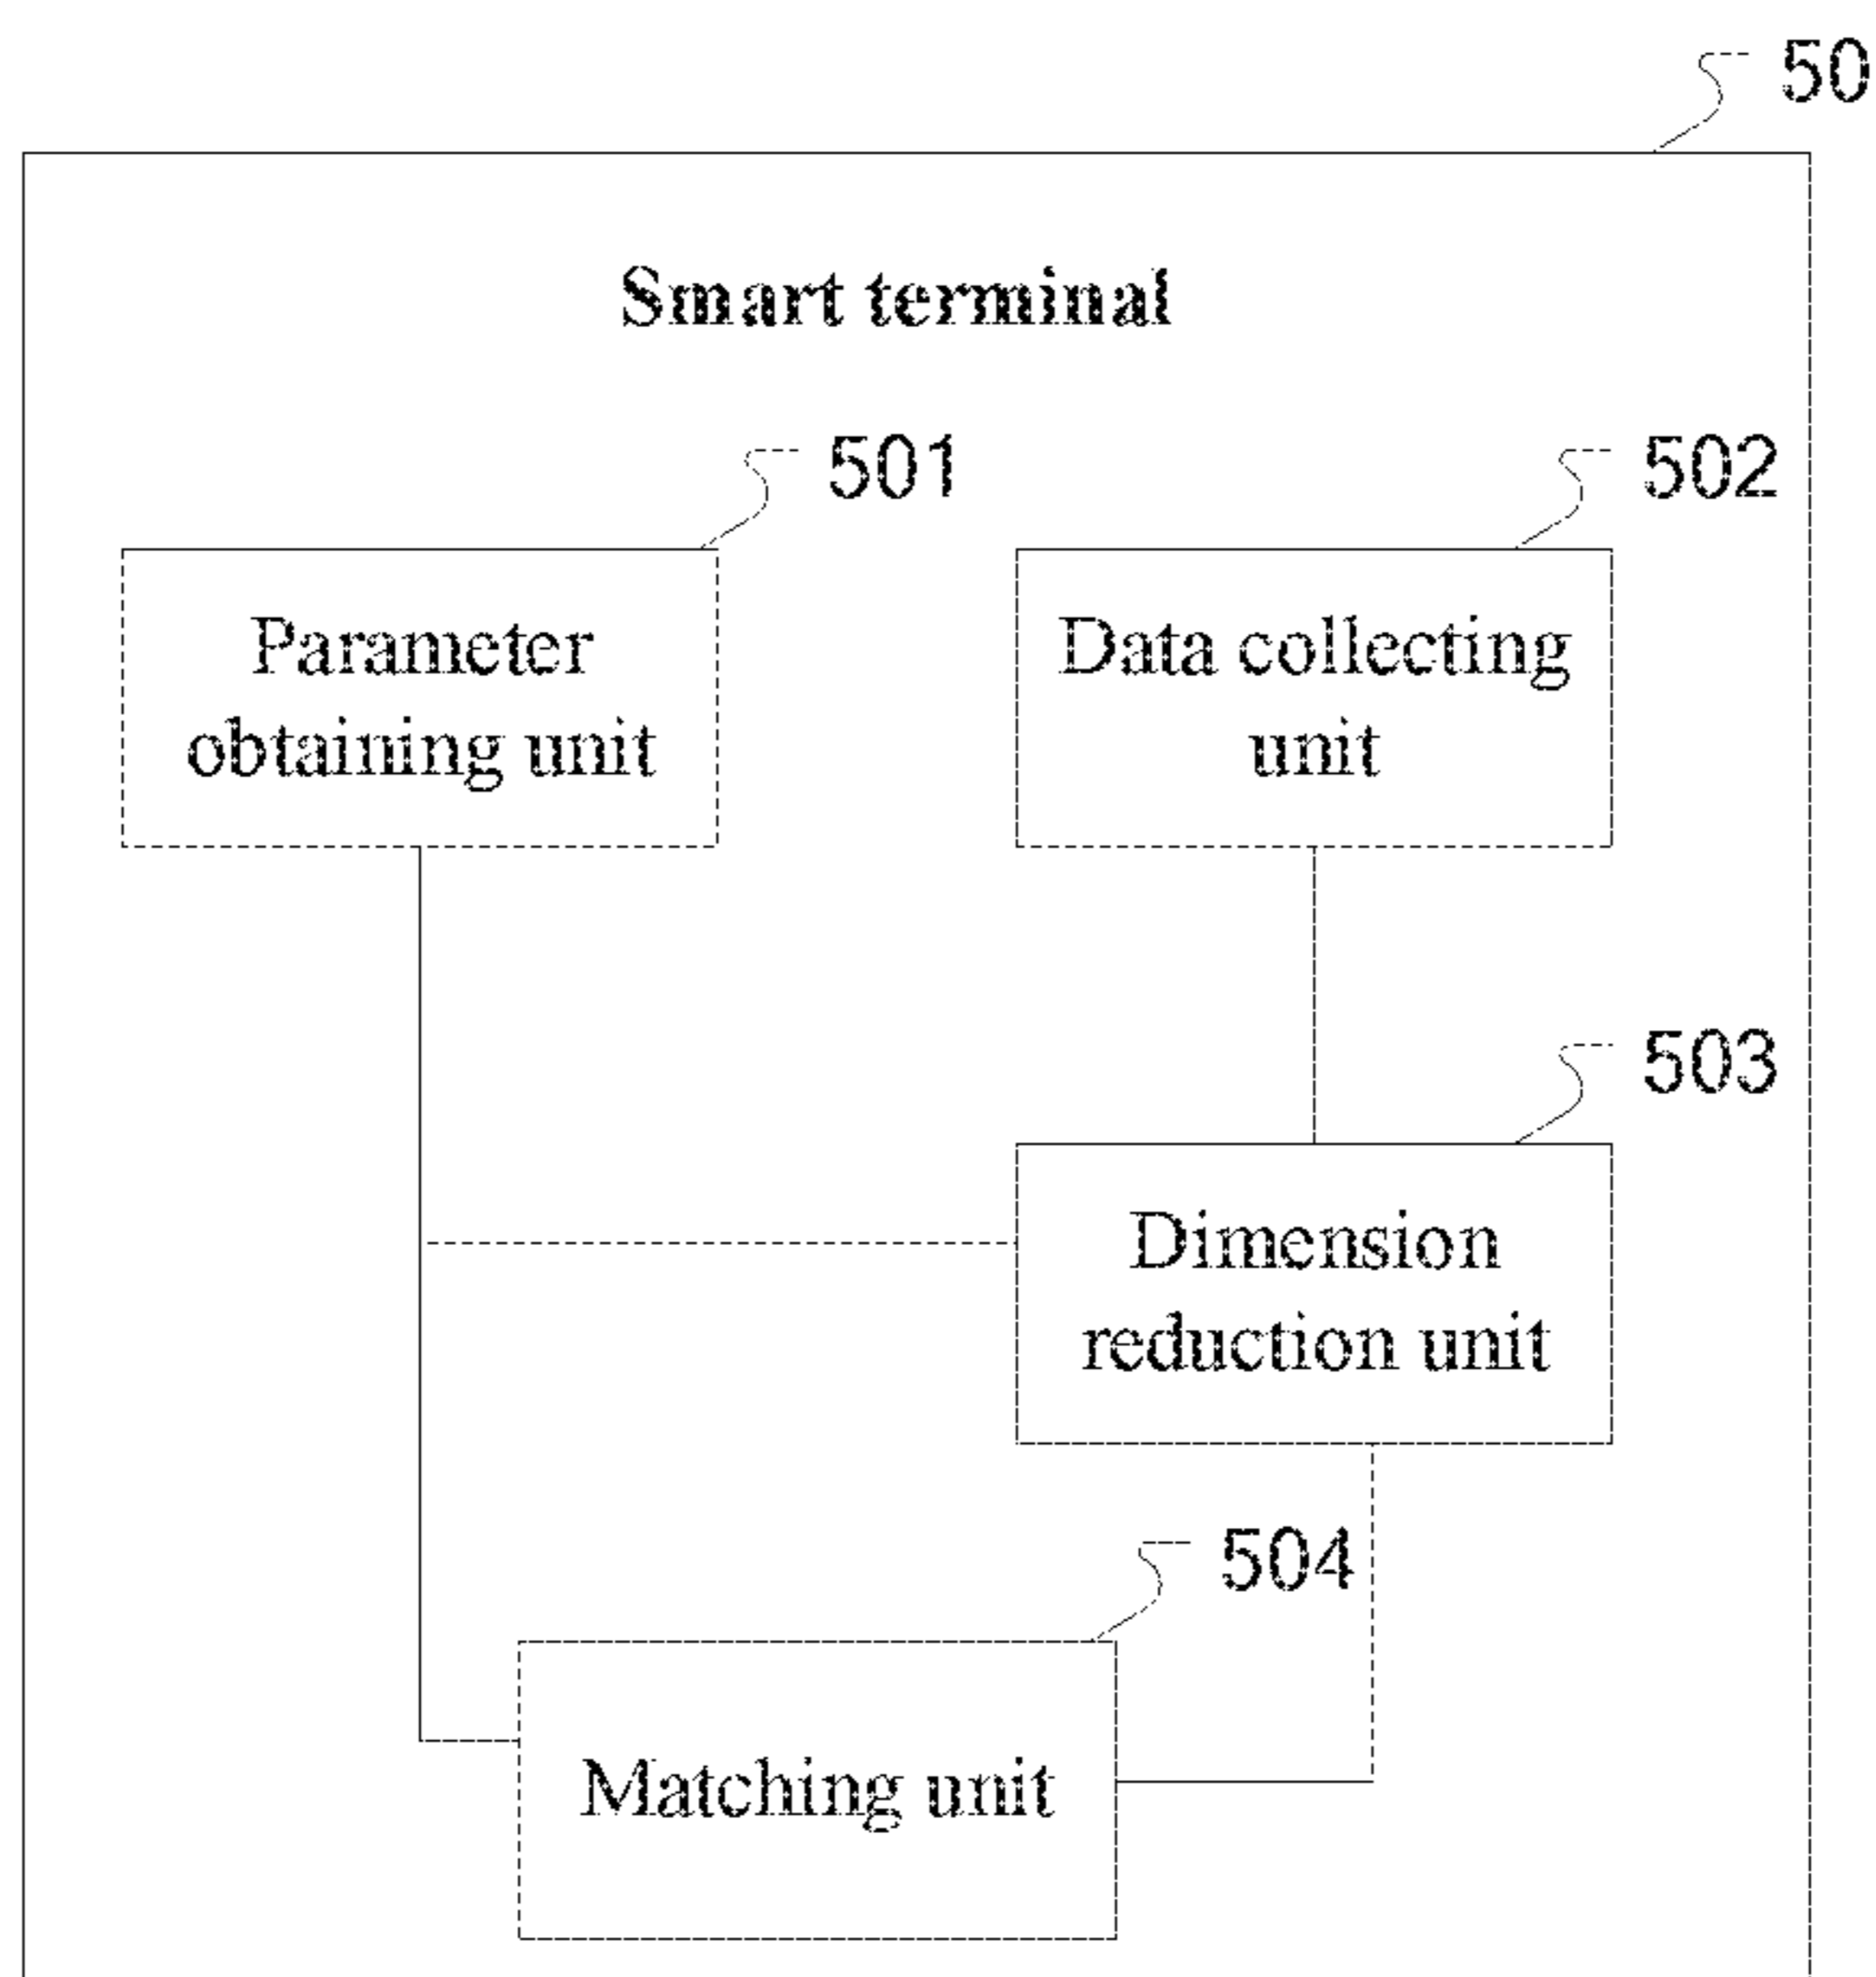 50
Smart terminal
501
502
Parameter
obtaining unit
Data collecting
unit
503
Dimension
reduction unit
504
Matching unit